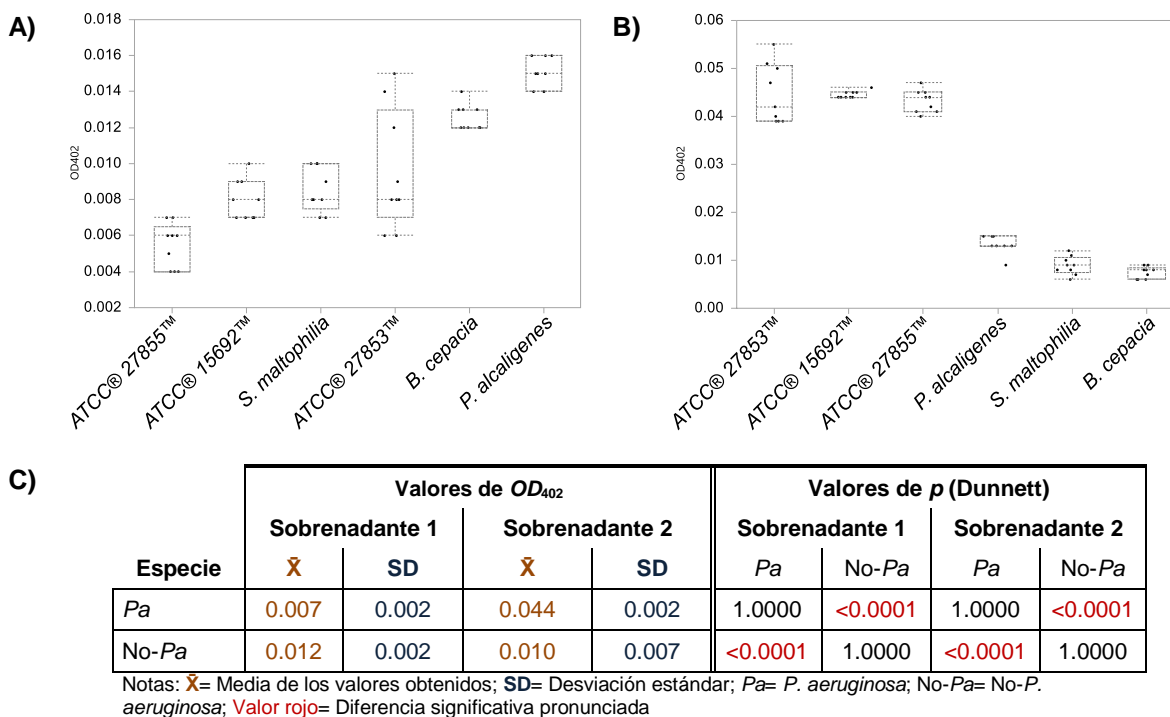 A)
0.018
0.016
0.014
0.012
0.010
0.008
0.006
0.004
0.002
OD402
ATCC® 27855™
ATCC® 15692™
S. maltophilia
ATCC® 27853™
B. cepacia
P. alcaligenes
B)
0.06
0.05
0.04
0.03
0.02
0.01
0.00
OD402
ATCC® 27853™
ATCC® 15692™
ATCC® 27855™
P. alcaligenes
S. maltophilia
B. cepacia
C)
Valores de OD402 Valores de p (Dunnett)
Sobrenadante 1 Sobrenadante 2 Sobrenadante 1 Sobrenadante 2
Especie X̄ SD X̄ SD Pa No-Pa Pa No-Pa
Pa 0.007 0.002 0.044 0.002 1.0000 <0.0001 1.0000 <0.0001
No-Pa 0.012 0.002 0.010 0.007 <0.0001 1.0000 <0.0001 1.0000
Notas: X̄= Media de los valores obtenidos; SD= Desviación estándar; Pa= P. aeruginosa; No-Pa= No-P.
aeruginosa; Valor rojo= Diferencia significativa pronunciada